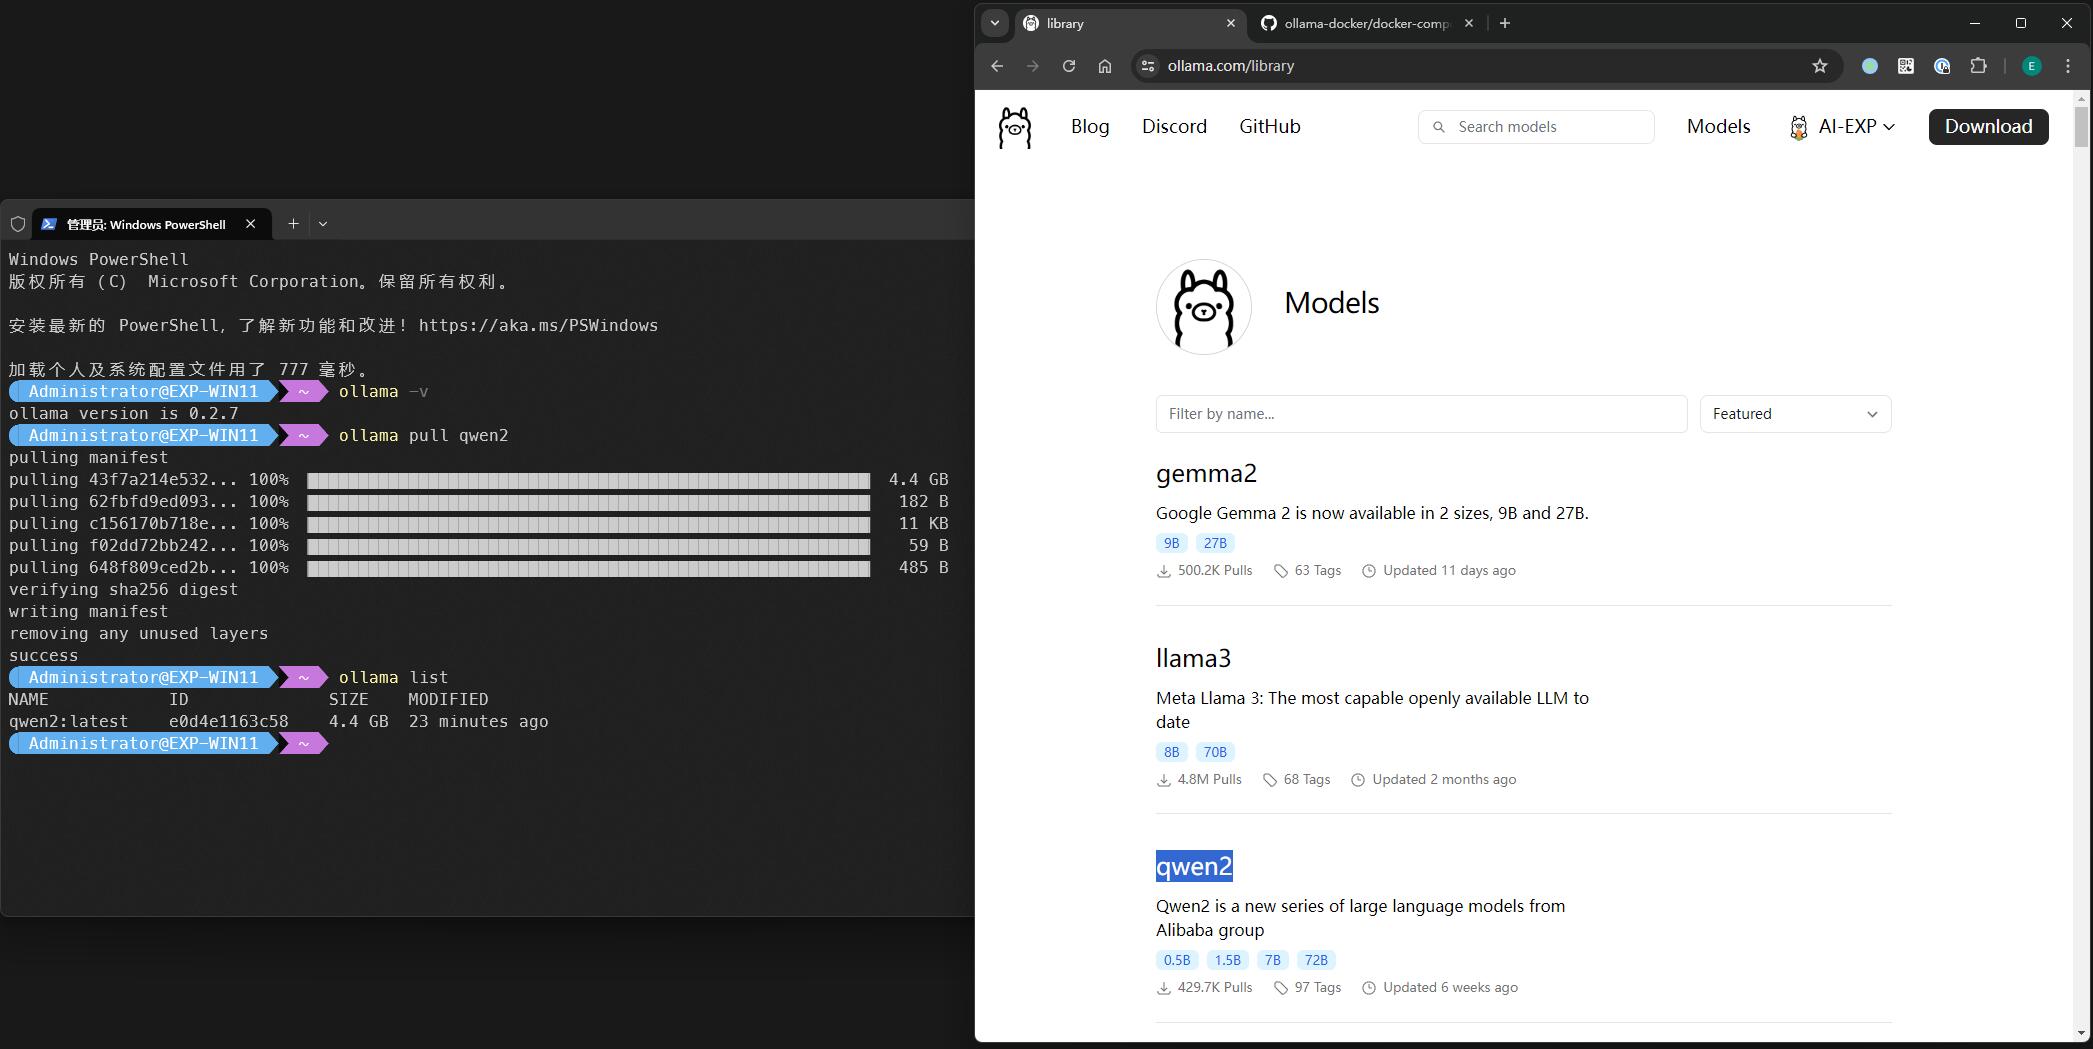 管理员: Windows PowerShell
Windows PowerShell
版权所有 (C) Microsoft Corporation。保留所有权利。
安装最新的 PowerShell，了解新功能和改进！https://aka.ms/PSWindows
加载个人及系统配置文件用了 777 毫秒。
Administrator@EXP-WIN11 ~ ollama -v
ollama version is 0.2.7
Administrator@EXP-WIN11 ~ ollama pull qwen2
pulling manifest
pulling 43f7a214e532... 100% 4.4 GB
pulling 62fbfd9ed093... 100% 182 B
pulling c156170b718e... 100% 11 KB
pulling f02dd72bb242... 100% 59 B
pulling 648f809ced2b... 100% 485 B
verifying sha256 digest
writing manifest
removing any unused layers
success
Administrator@EXP-WIN11 ~ ollama list
NAME ID SIZE MODIFIED
qwen2:latest e0d4e1163c58 4.4 GB 23 minutes ago
Administrator@EXP-WIN11 ~
library
ollama-docker/docker-comp
ollama.com/library
E
Blog Discord GitHub Search models Models AI-EXP Download
Models
Filter by name... Featured
gemma2
Google Gemma 2 is now available in 2 sizes, 9B and 27B.
9B 27B
500.2K Pulls 63 Tags Updated 11 days ago
llama3
Meta Llama 3: The most capable openly available LLM to
date
8B 70B
4.8M Pulls 68 Tags Updated 2 months ago
qwen2
Qwen2 is a new series of large language models from
Alibaba group
0.5B 1.5B 7B 72B
429.7K Pulls 97 Tags Updated 6 weeks ago